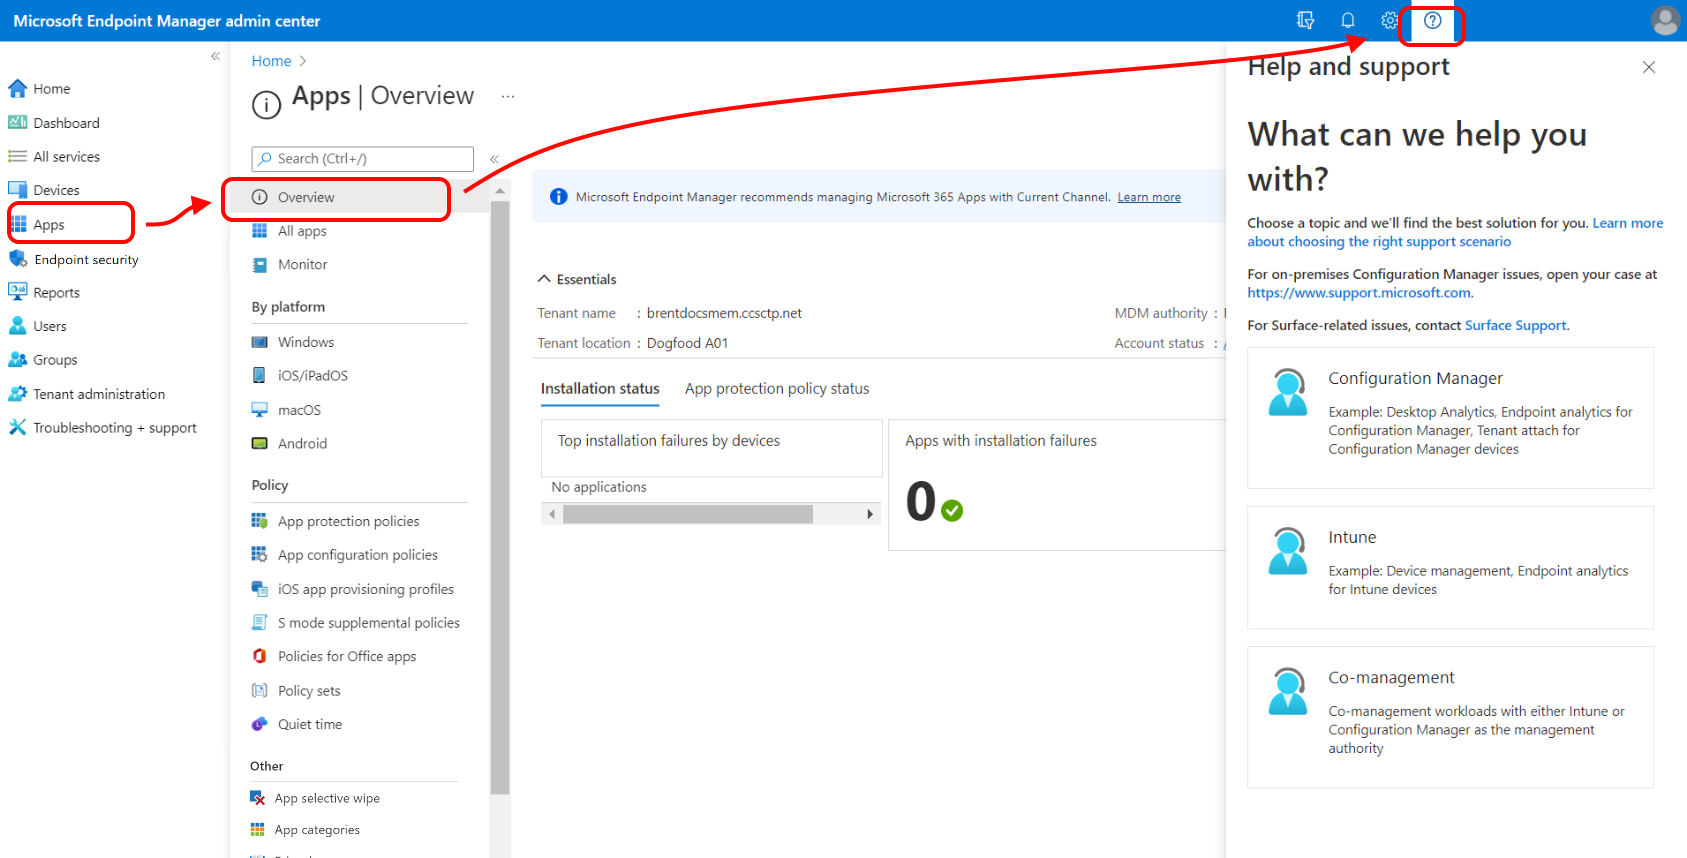 Microsoft Endpoint Manager admin center
Home
Dashboard
All services
Devices
Apps
Endpoint security
Reports
Users
Groups
Tenant administration
Troubleshooting + support
Home
Apps | Overview
...
Search (Ctrl+/)
Overview
All apps
Monitor
By platform
Windows
iOS/iPadOS
macOS
Android
Policy
App protection policies
App configuration policies
iOS app provisioning profiles
S mode supplemental policies
Policies for Office apps
Policy sets
Quiet time
Other
App selective wipe
App categories
Microsoft Endpoint Manager recommends managing Microsoft 365 Apps with Current Channel. Learn more
Essentials
Tenant name : brentdocsmem.ccsctp.net
MDM authority :
Tenant location : Dogfood A01
Account status :
Installation status
App protection policy status
Top installation failures by devices
No applications
Apps with installation failures
0
Help and support
What can we help you
with?
Choose a topic and we'll find the best solution for you. Learn more
about choosing the right support scenario
For on-premises Configuration Manager issues, open your case at
https://www.support.microsoft.com.
For Surface-related issues, contact Surface Support.
Configuration Manager
Example: Desktop Analytics, Endpoint analytics for
Configuration Manager, Tenant attach for
Configuration Manager devices
Intune
Example: Device management, Endpoint analytics
for Intune devices
Co-management
Co-management workloads with either Intune or
Configuration Manager as the management
authority